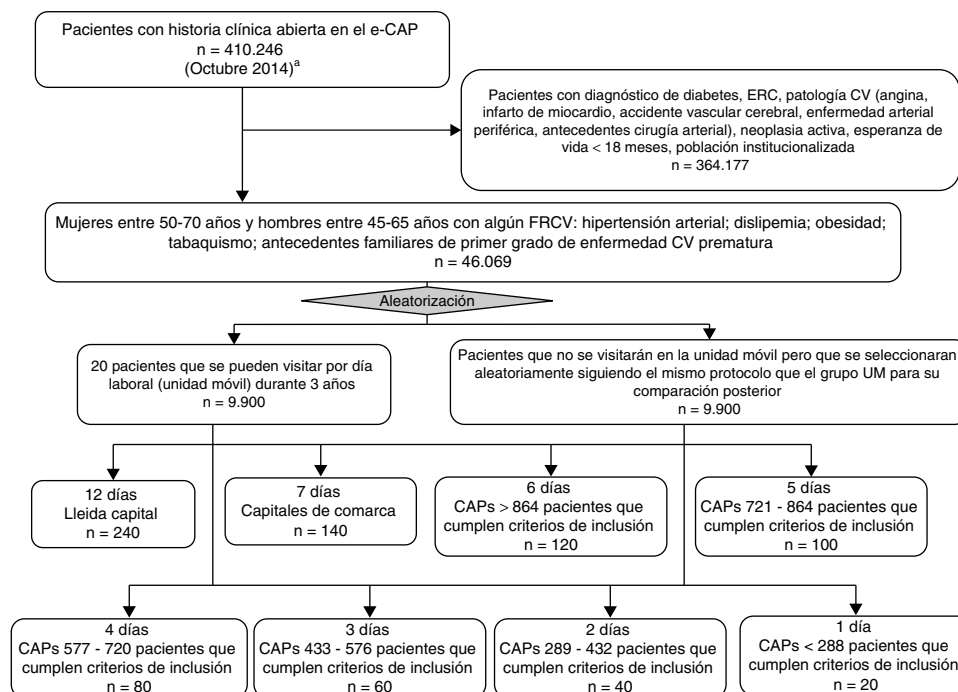 Pacientes con historia clínica abierta en el e-CAP
n = 410.246
(Octubre 2014)a
Pacientes con diagnóstico de diabetes, ERC, patología CV (angina,
infarto de miocardio, accidente vascular cerebral, enfermedad arterial
periférica, antecedentes cirugía arterial), neoplasia activa, esperanza de
vida < 18 meses, población institucionalizada
n = 364.177
Mujeres entre 50-70 años y hombres entre 45-65 años con algún FRCV: hipertensión arterial; dislipemia; obesidad;
tabaquismo; antecedentes familiares de primer grado de enfermedad CV prematura
n = 46.069
Aleatorización
20 pacientes que se pueden visitar por día
laboral (unidad móvil) durante 3 años
n = 9.900
Pacientes que no se visitarán en la unidad móvil pero que se seleccionaran
aleatoriamente siguiendo el mismo protocolo que el grupo UM para su
comparación posterior
n = 9.900
12 días
Lleida capital
n = 240
7 días
Capitales de comarca
n = 140
6 días
CAPs > 864 pacientes que
cumplen criterios de inclusión
n = 120
5 días
CAPs 721 - 864 pacientes que
cumplen criterios de inclusión
n = 100
4 días
CAPs 577 - 720 pacientes que
cumplen criterios de inclusión
n = 80
3 días
CAPs 433 - 576 pacientes que
cumplen criterios de inclusión
n = 60
2 días
CAPs 289 - 432 pacientes que
cumplen criterios de inclusión
n = 40
1 día
CAPs < 288 pacientes que
cumplen criterios de inclusión
n = 20